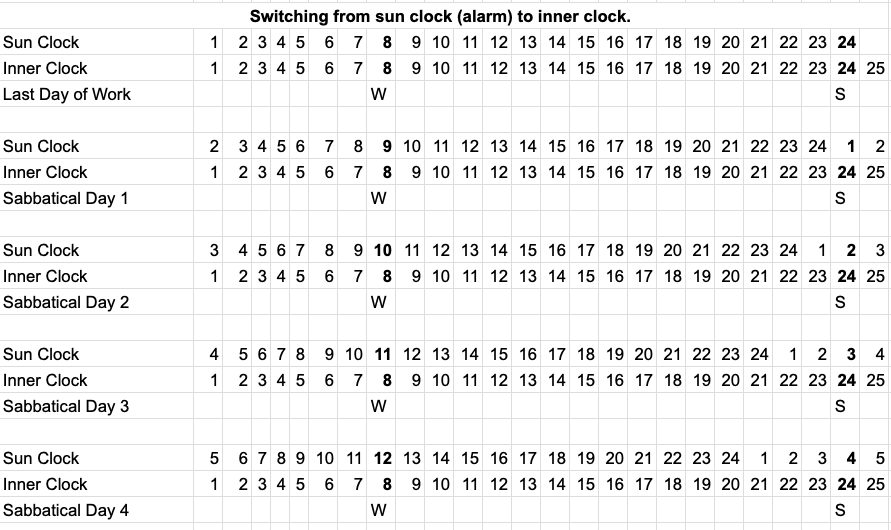 Switching from sun clock (alarm) to inner clock.
Sun Clock 1 2 3 4 5 6 7 8 9 10 11 12 13 14 15 16 17 18 19 20 21 22 23 24
Inner Clock 1 2 3 4 5 6 7 8 9 10 11 12 13 14 15 16 17 18 19 20 21 22 23 24 25
Last Day of Work W S
Sun Clock 2 3 4 5 6 7 8 9 10 11 12 13 14 15 16 17 18 19 20 21 22 23 24 1 2
Inner Clock 1 2 3 4 5 6 7 8 9 10 11 12 13 14 15 16 17 18 19 20 21 22 23 24 25
Sabbatical Day 1 W S
Sun Clock 3 4 5 6 7 8 9 10 11 12 13 14 15 16 17 18 19 20 21 22 23 24 1 2 3
Inner Clock 1 2 3 4 5 6 7 8 9 10 11 12 13 14 15 16 17 18 19 20 21 22 23 24 25
Sabbatical Day 2 W S
Sun Clock 4 5 6 7 8 9 10 11 12 13 14 15 16 17 18 19 20 21 22 23 24 1 2 3 4
Inner Clock 1 2 3 4 5 6 7 8 9 10 11 12 13 14 15 16 17 18 19 20 21 22 23 24 25
Sabbatical Day 3 W S
Sun Clock 5 6 7 8 9 10 11 12 13 14 15 16 17 18 19 20 21 22 23 24 1 2 3 4 5
Inner Clock 1 2 3 4 5 6 7 8 9 10 11 12 13 14 15 16 17 18 19 20 21 22 23 24 25
Sabbatical Day 4 W S